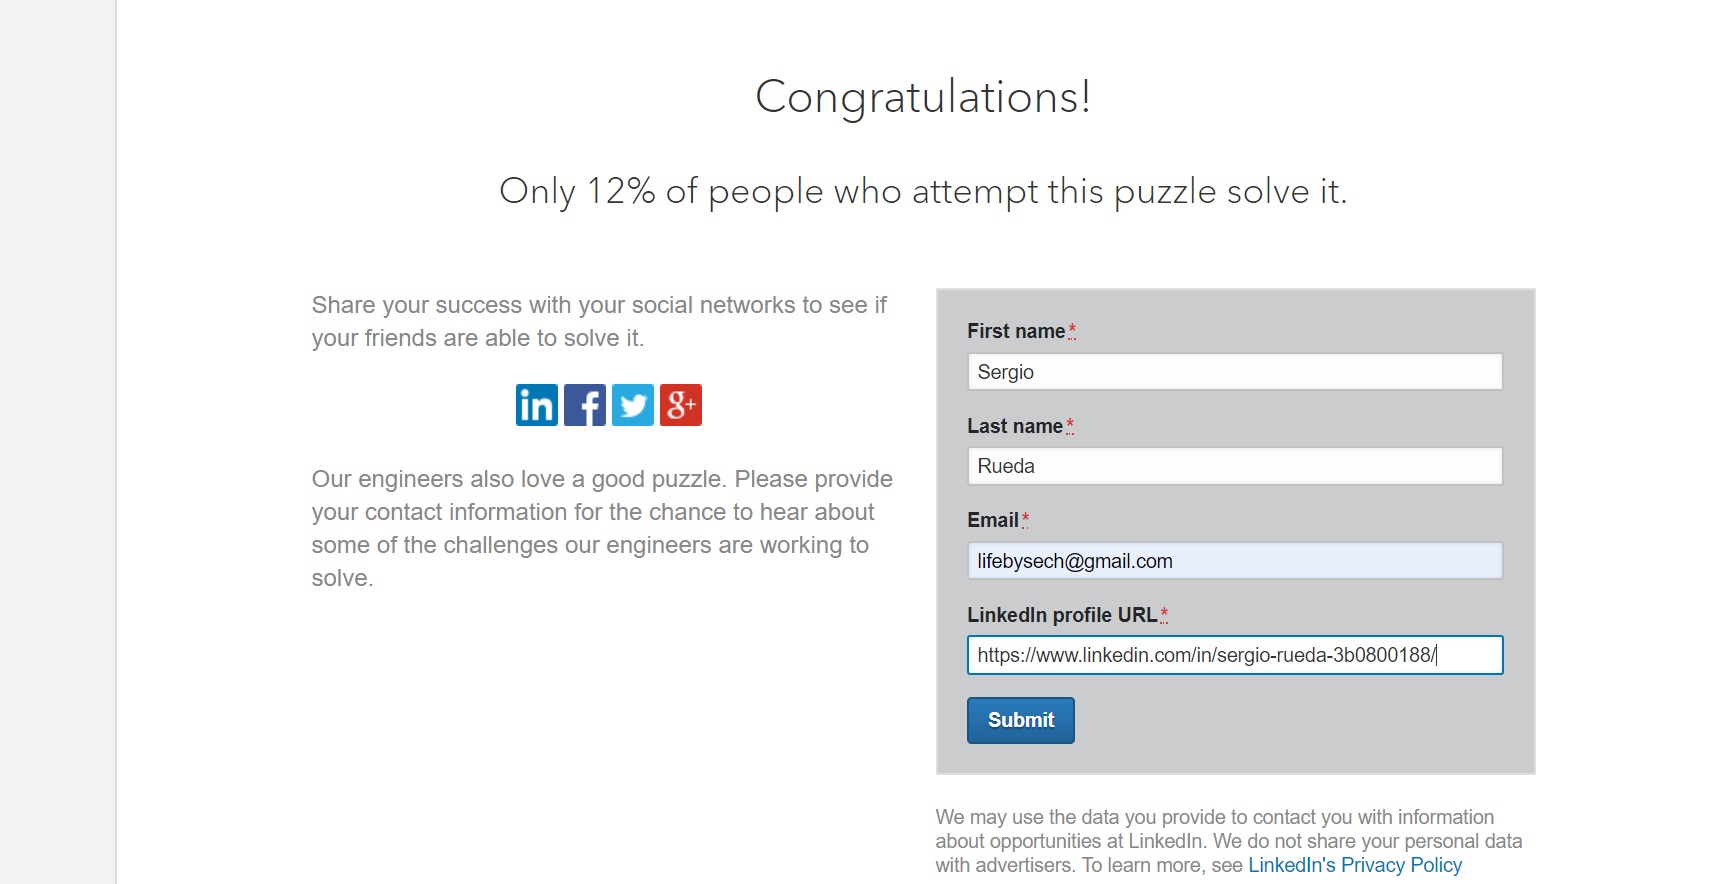 Congratulations!
Only 12% of people who attempt this puzzle solve it.
Share your success with your social networks to see if
your friends are able to solve it.
in f g+
Our engineers also love a good puzzle. Please provide
your contact information for the chance to hear about
some of the challenges our engineers are working to
solve.
First name*
Sergio
Last name*
Rueda
Email*
lifebysech@gmail.com
LinkedIn profile URL*
https://www.linkedin.com/in/sergio-rueda-3b0800188/
Submit
We may use the data you provide to contact you with information
about opportunities at LinkedIn. We do not share your personal data
with advertisers. To learn more, see LinkedIn's Privacy Policy